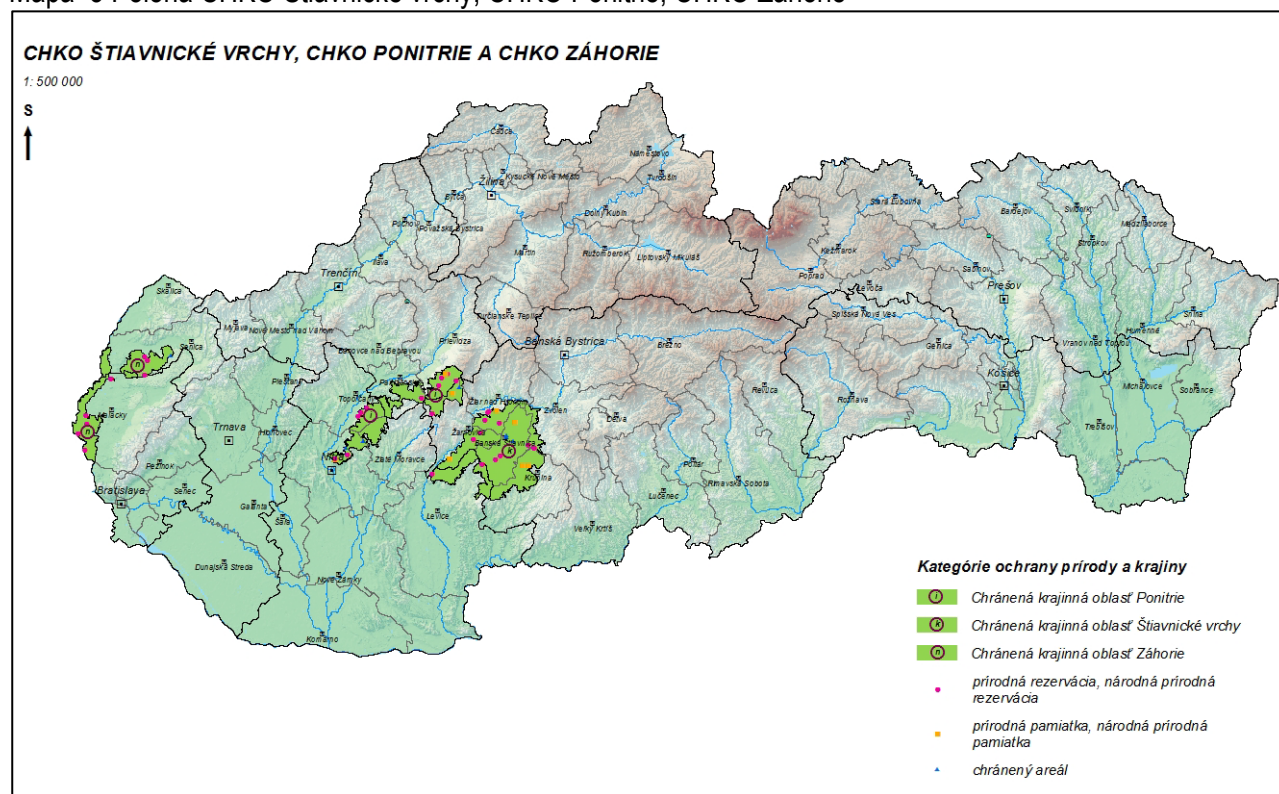 CHKO ŠTIAVNICKÉ VRCHY, CHKO PONITRIE A CHKO ZÁHORIE
1: 500 000
S
Čadca
Námestovo
Kysucké Nové Mesto
Tvrdošín
Žilina
Bytča
Dolný Kubín
Stará Ľubovňa
Bardejov
Svidník
Medzilaborce
Púchov
Považská Bystrica
Stropkov
Martin
Ružomberok
Liptovský Mikuláš
Kežmarok
Ilava
Sabinov
Poprad
Trenčín
Levoča
Prešov
Skalica
Turčianske Teplice
Spišská Nová Ves
Snina
Myjava
Nové Mesto nad Váhom
Humenné
Senica
Bánovce nad Bebravou
Prievidza
Banská Bystrica
Brezno
Gelnica
Vranov nad Topľou
Piešťany
Partizánske
Revúca
Košice
Michalovce
Sobrance
n
Topoľčany
i
Žiar nad Hronom
Rožňava
Malacky
i
Zvolen
Detva
Trnava
Hlohovec
Žarnovica
Trebišov
n
Banská Štiavnica
k
Pezinok
Nitra
Zlaté Moravce
Poltár
Krupina
Rimavská Sobota
Bratislava
Senec
Lučenec
Galanta
Šaľa
Levice
Veľký Krtíš
Dunajská Streda
Nové Zámky
Komárno
Kategórie ochrany prírody a krajiny
i Chránená krajinná oblasť Ponitrie
k Chránená krajinná oblasť Štiavnické vrchy
n Chránená krajinná oblasť Záhorie
prírodná rezervácia, národná prírodná
rezervácia
prírodná pamiatka, národná prírodná
pamiatka
chránený areál